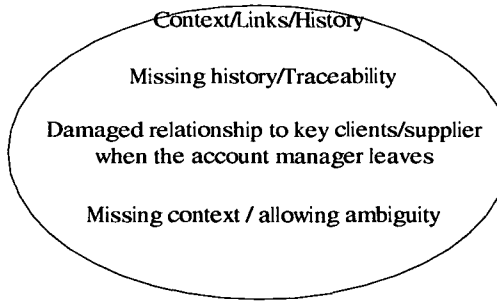 Context/Links/History
Missing history/Traceability
Damaged relationship to key clients/supplier
when the account manager leaves
Missing context / allowing ambiguity